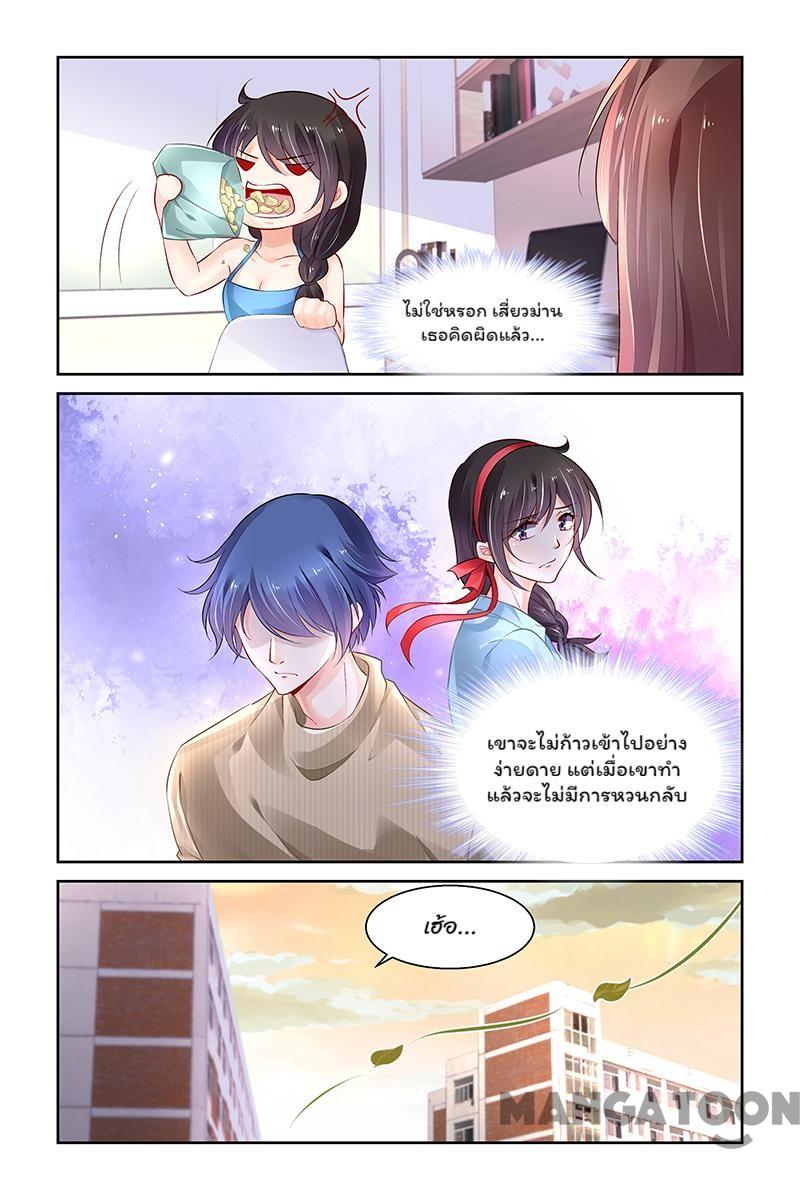 ไม่ใช่หรอก เสี่ยวม่าน
เธอคิดผิดแล้ว...
เขาจะไม่ก้าวเข้าไปอย่าง
ง่ายดาย แต่เมื่อเขาทำ
แล้วจะไม่มีการหวนกลับ
เฮ้อ...
MANGATOON